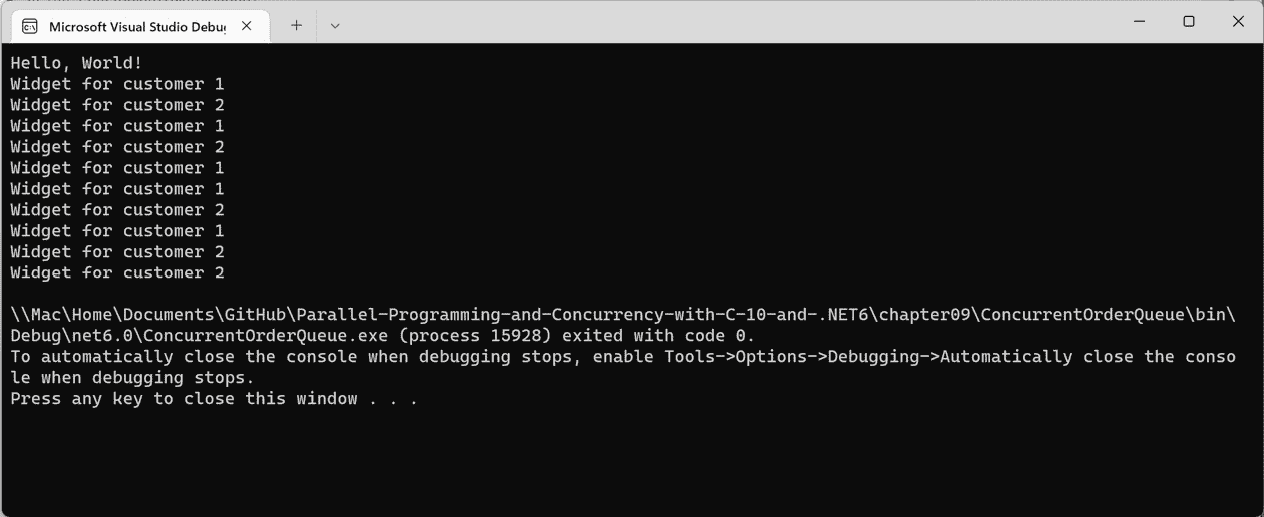 Microsoft Visual Studio Debu
Hello, World!
Widget for customer 1
Widget for customer 2
Widget for customer 1
Widget for customer 2
Widget for customer 1
Widget for customer 1
Widget for customer 2
Widget for customer 1
Widget for customer 2
Widget for customer 2
\\Mac\Home\Documents\GitHub\Parallel-Programming-and-Concurrency-with-C-10-and-.NET6\chapter09\ConcurrentOrderQueue\bin\
Debug\net6.0\ConcurrentOrderQueue.exe (process 15928) exited with code 0.
To automatically close the console when debugging stops, enable Tools->Options->Debugging->Automatically close the conso
le when debugging stops.
Press any key to close this window . . .